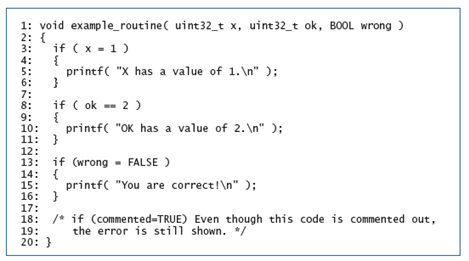 1: void example_routine( uint32_t x, uint32_t ok, BOOL wrong )
2: {
3:   if ( x = 1 )
4:   {
5:     printf( "X has a value of 1.\n" );
6:   }
7:
8:   if ( ok == 2 )
9:   {
10:     printf( "OK has a value of 2.\n" );
11:   }
12:
13:   if (wrong = FALSE )
14:   {
15:     printf( "You are correct!\n" );
16:   }
17:
18:   /* if (commented=TRUE) Even though this code is commented out,
19:      the error is still shown. */
20: }